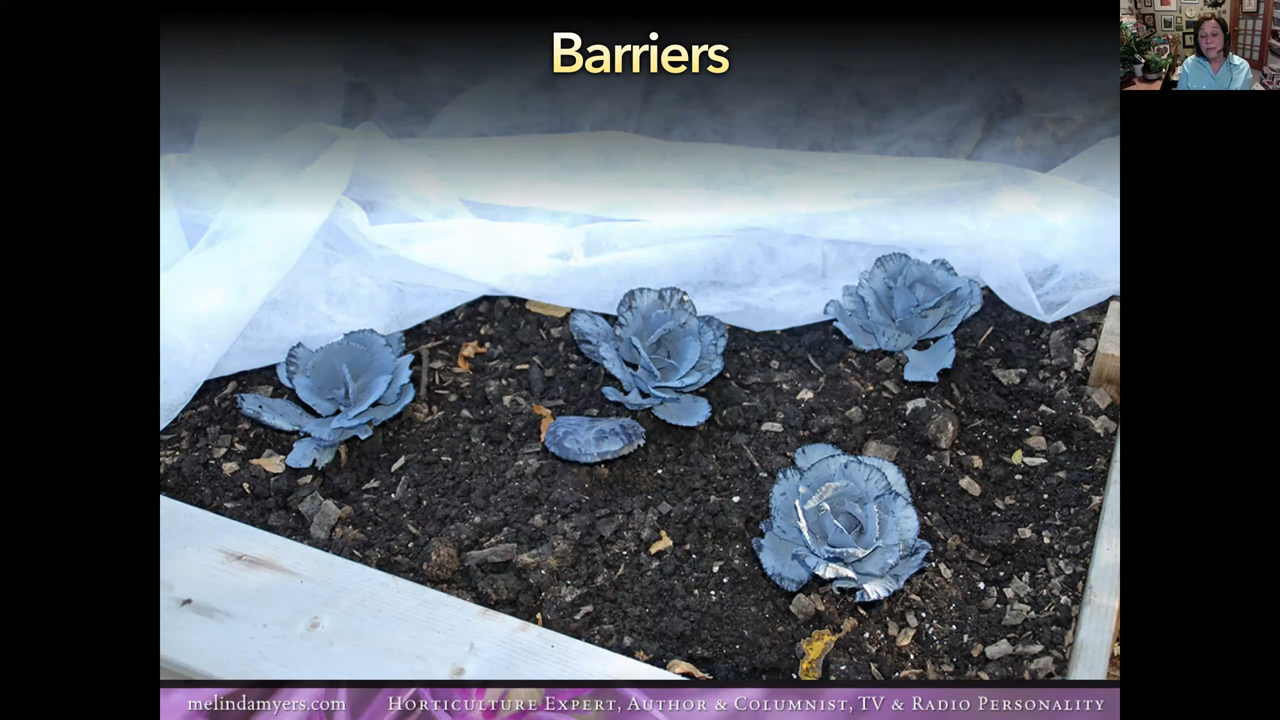 Barriers
melindamyers.com HORTICULTURE EXPERT, AUTHOR & COLUMNIST, TV & RADIO PERSONALITY